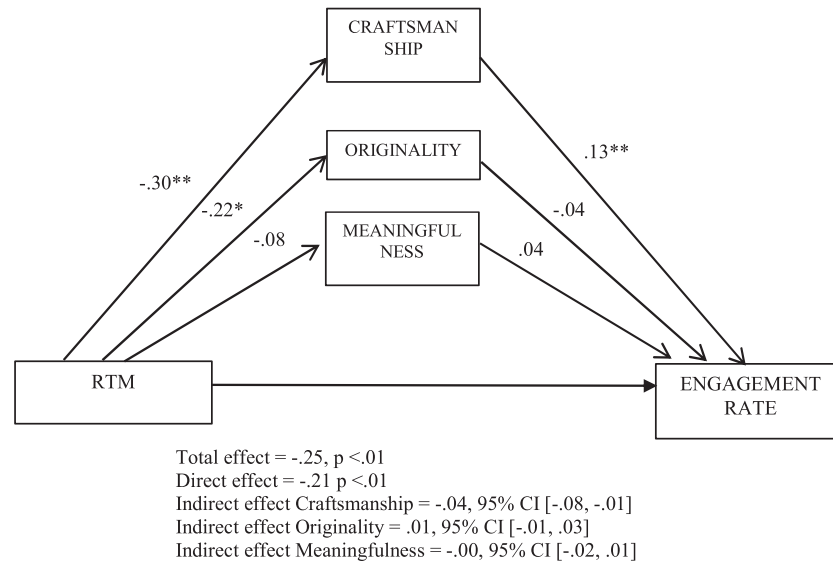 CRAFTSMAN
SHIP
ORIGINALITY
.13**
-.30**
-.22*
-.04
MEANINGFUL
NESS
-.08
.04
RTM
ENGAGEMENT
RATE
Total effect = -.25, p <.01
Direct effect = -.21 p <.01
Indirect effect Craftsmanship = -.04, 95% CI [-.08, -.01]
Indirect effect Originality = .01, 95% CI [-.01, .03]
Indirect effect Meaningfulness = -.00, 95% CI [-.02, .01]